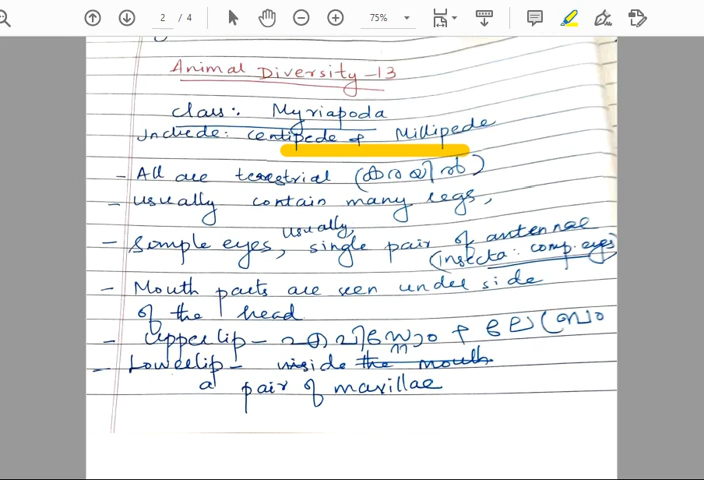 2 / 4
75%
Animal Diversity -13
Class: Myriapoda
Include: Centipede & Millipede
- All are terrestrial (കരയിൽ)
- usually contain many legs,
usually,
- Simple eyes, single pair of antennae
(insecta: comp. eyes)
- Mouth parts are seen under side
of the head
- Upper lip - എപ്പിസ്റ്റോം + ലേബ്രം
- Lowerlip - inside the mouth
a pair of maxillae